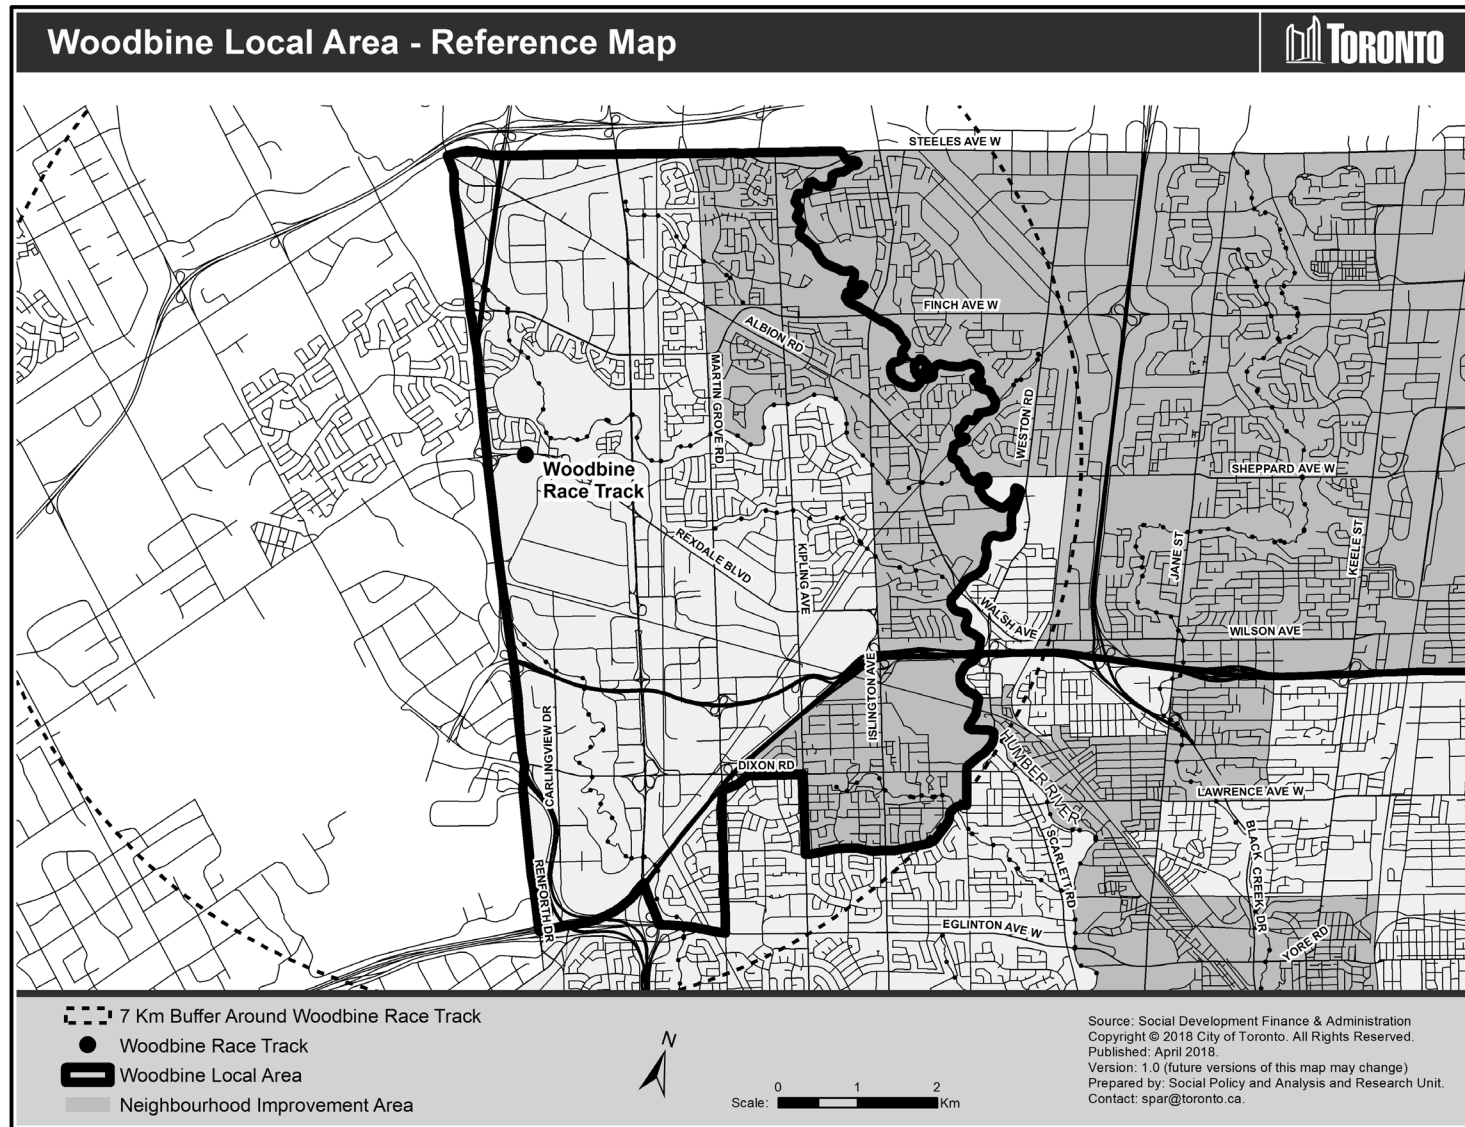 Woodbine Local Area - Reference Map
TORONTO
STEELES AVE W
FINCH AVE W
ALBION RD
MARTIN GROVE RD
WESTON RD
Woodbine
Race Track
SHEPPARD AVE W
REXDALE BLVD
KIPLING AVE
JANE ST
KEELE ST
WALSH AVE
WILSON AVE
ISLINGTON AVE
CARLINGVIEW DR
DIXON RD
HUMBER RIVER
LAWRENCE AVE W
SCARLETT RD
BLACK CREEK DR
RENFORTH DR
EGLINTON AVE W
YORE RD
7 Km Buffer Around Woodbine Race Track
Woodbine Race Track
Woodbine Local Area
Neighbourhood Improvement Area
N
0 1 2
Scale: Km
Source: Social Development Finance & Administration
Copyright © 2018 City of Toronto. All Rights Reserved.
Published: April 2018.
Version: 1.0 (future versions of this map may change)
Prepared by: Social Policy and Analysis and Research Unit.
Contact: spar@toronto.ca.